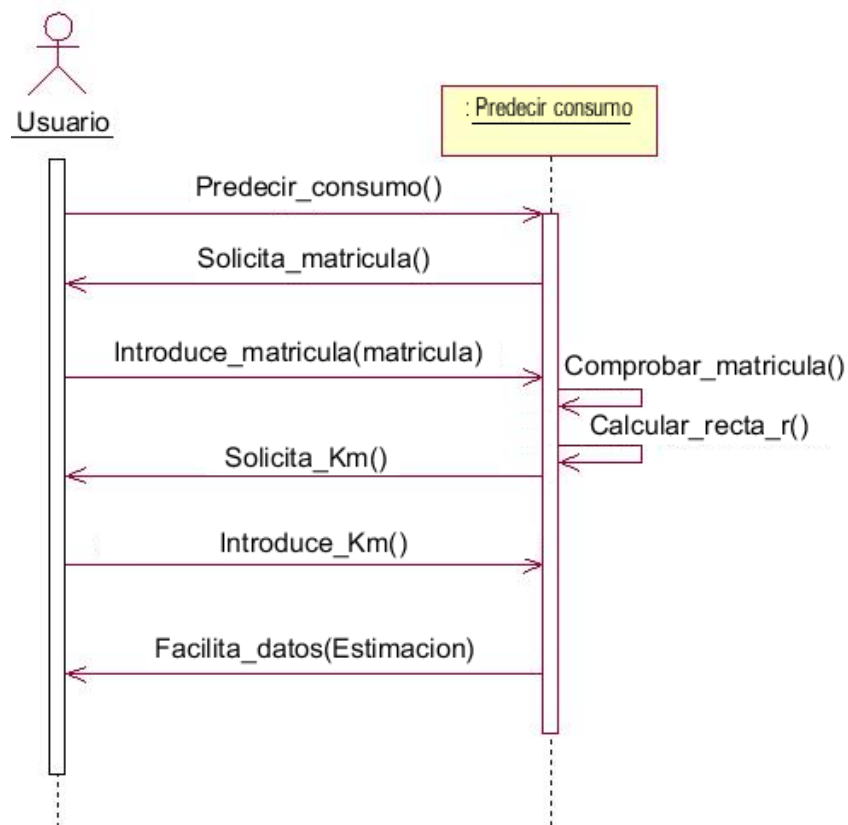 : Predecir consumo
Usuario
Predecir_consumo()
Solicita_matricula()
Introduce_matricula(matricula)
Comprobar_matricula()
Calcular_recta_r()
Solicita_Km()
Introduce_Km()
Facilita_datos(Estimacion)